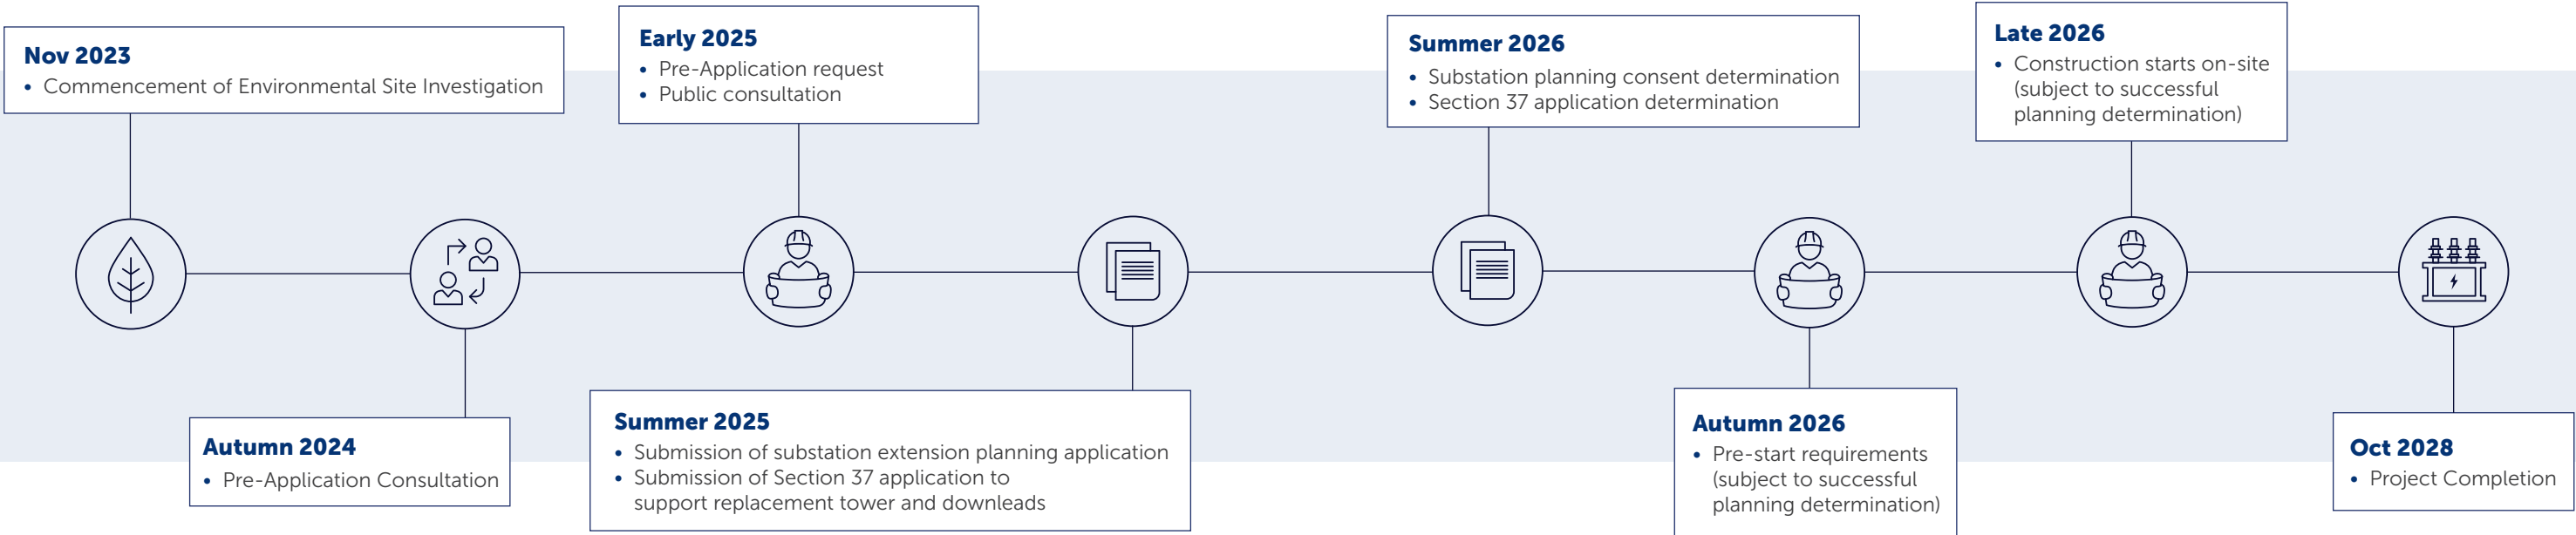 Nov 2023
• Commencement of Environmental Site Investigation
Autumn 2024
• Pre-Application Consultation
Early 2025
• Pre-Application request
• Public consultation
Summer 2025
• Submission of substation extension planning application
• Submission of Section 37 application to
support replacement tower and downleads
Summer 2026
• Substation planning consent determination
• Section 37 application determination
Autumn 2026
• Pre-start requirements
(subject to successful
planning determination)
Late 2026
• Construction starts on-site
(subject to successful
planning determination)
Oct 2028
• Project Completion